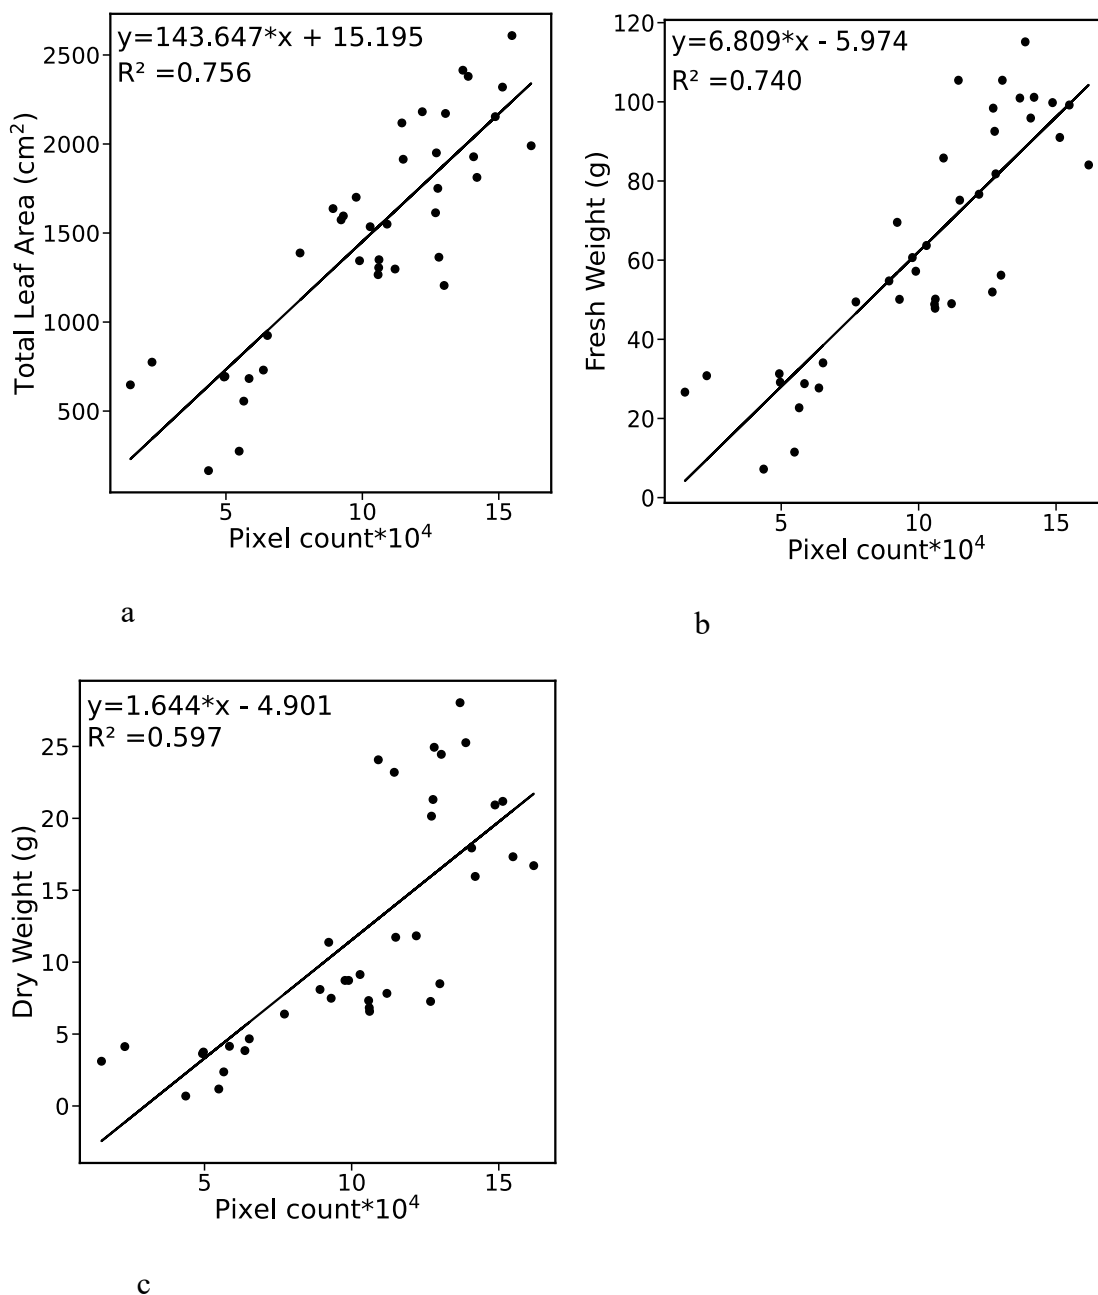 y=143.647*x + 15.195
R² =0.756
2500
2000
1500
1000
500
Total Leaf Area (cm²)
5 10 15
Pixel count*10⁴
a
y=6.809*x - 5.974
R² =0.740
120
100
80
60
40
20
0
Fresh Weight (g)
5 10 15
Pixel count*10⁴
b
y=1.644*x - 4.901
R² =0.597
25
20
15
10
5
0
Dry Weight (g)
5 10 15
Pixel count*10⁴
c